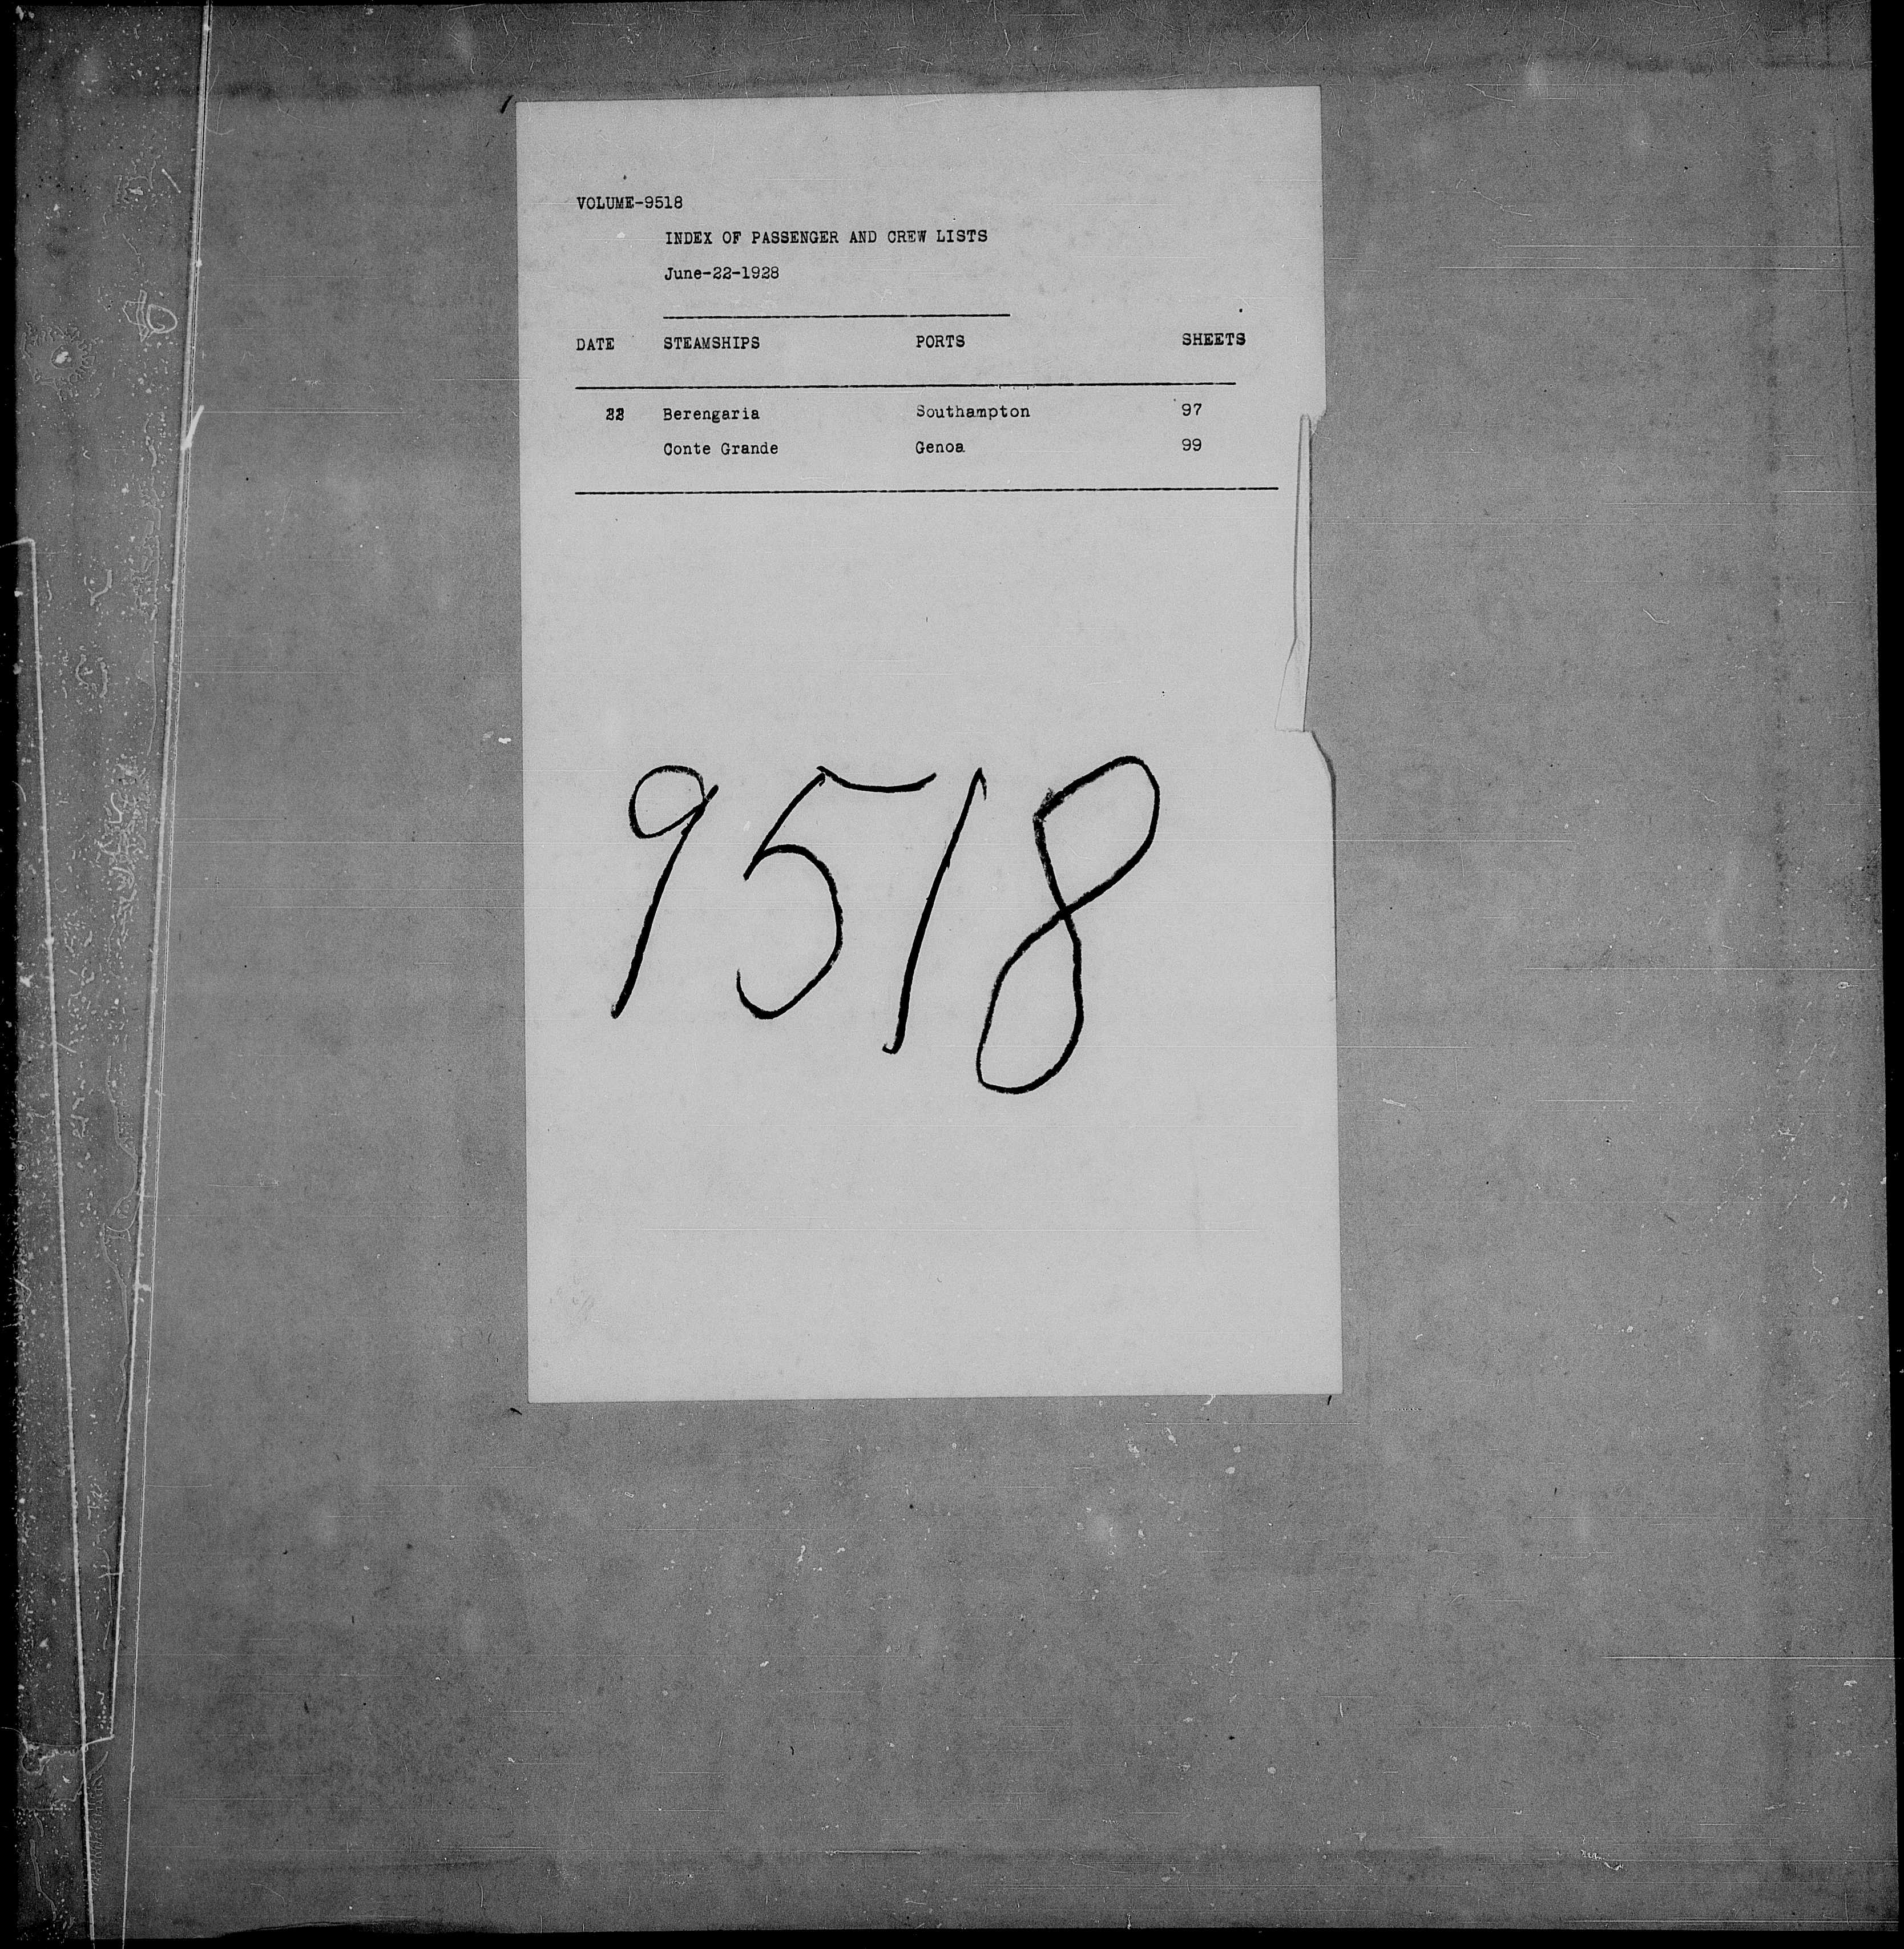 VOLUME-9518
INDEX OF PASSENGER AND CREW LISTS
June-22-1928
DATE STEAMSHIPS PORTS SHEETS
22 Berengaria Southampton 97
Conte Grande Genoa 99
9518